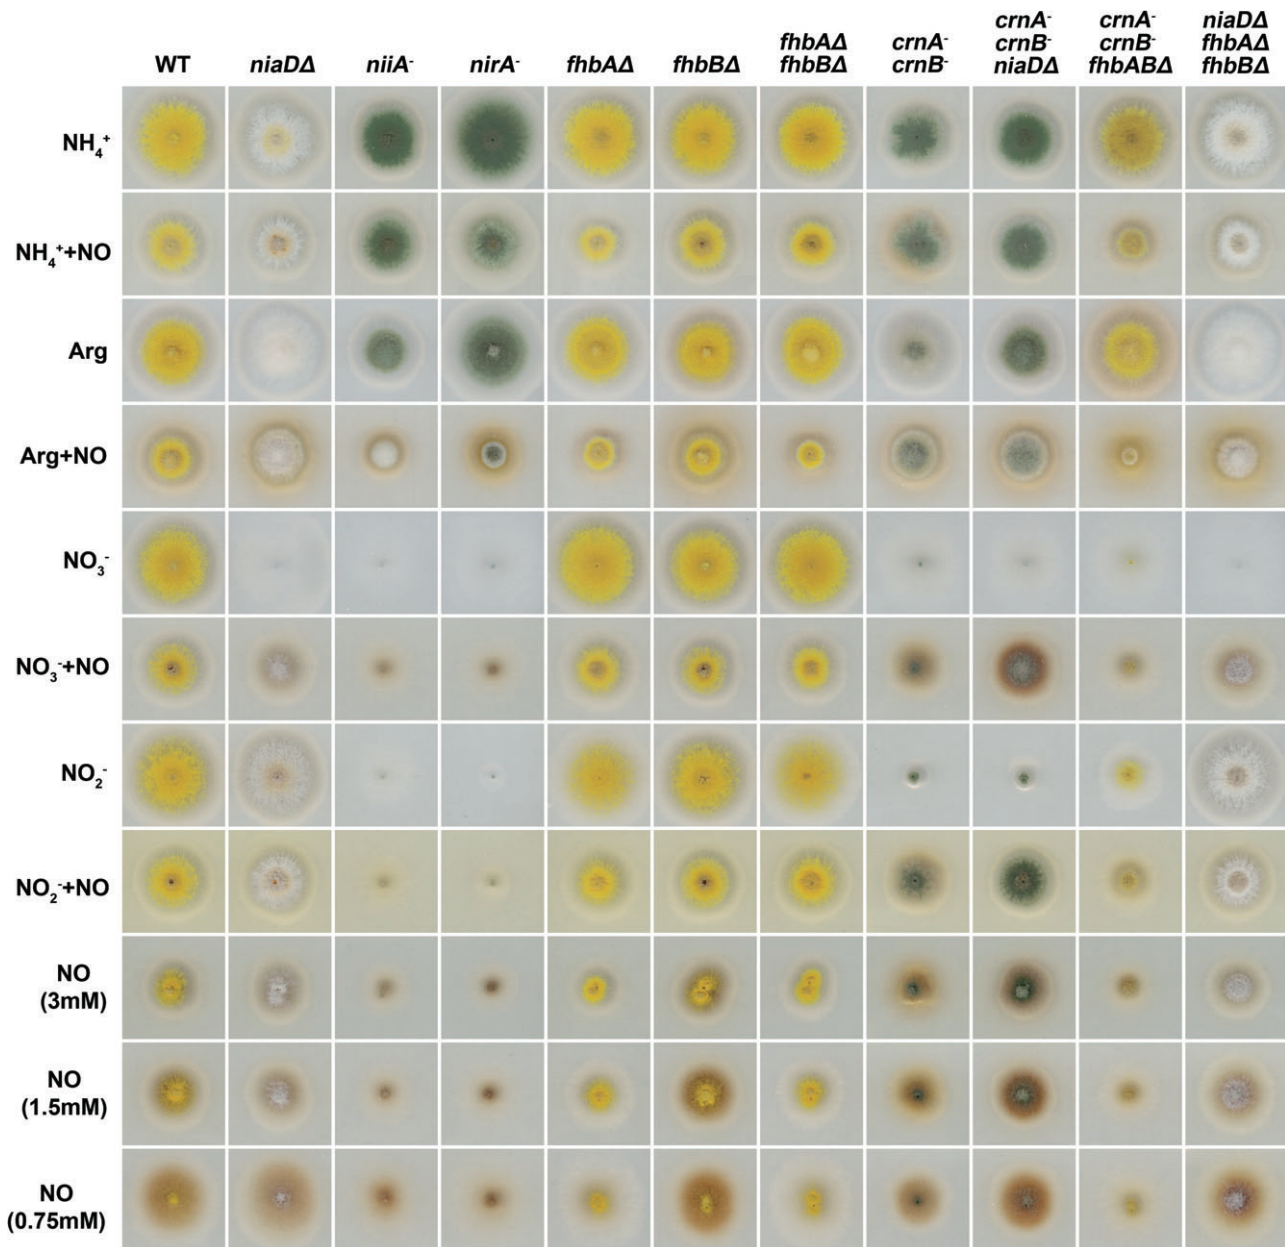 WT niaDΔ niiA⁻ nirA⁻ fhbAΔ fhbBΔ fhbAΔ fhbBΔ crnA⁻ crnB⁻ crnA⁻ crnB⁻ niaDΔ crnA⁻ crnB⁻ fhbABΔ niaDΔ fhbAΔ fhbBΔ
NH₄⁺
NH₄⁺+NO
Arg
Arg+NO
NO₃⁻
NO₃⁻+NO
NO₂⁻
NO₂⁻+NO
NO
(3mM)
NO
(1.5mM)
NO
(0.75mM)